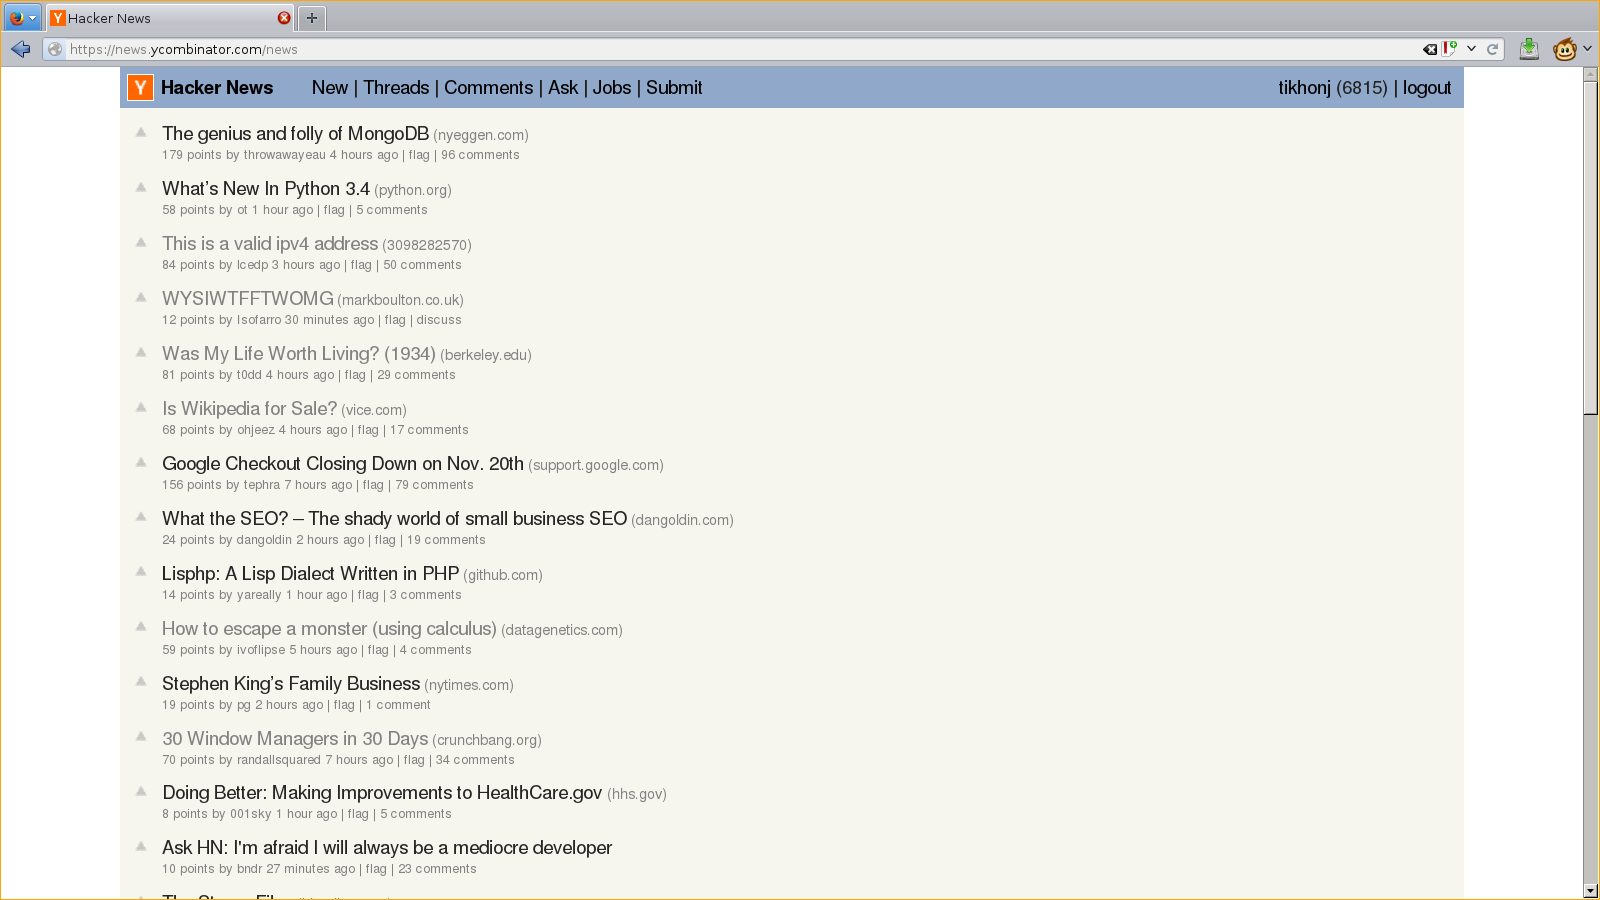 Hacker News
https://news.ycombinator.com/news
Y Hacker News New | Threads | Comments | Ask | Jobs | Submit tikhonj (6815) | logout
The genius and folly of MongoDB (nyeggen.com)
179 points by throwawayeau 4 hours ago | flag | 96 comments
What's New In Python 3.4 (python.org)
58 points by ot 1 hour ago | flag | 5 comments
This is a valid ipv4 address (3098282570)
84 points by lcedp 3 hours ago | flag | 50 comments
WYSIWTFFTWOMG (markboulton.co.uk)
12 points by Isofarro 30 minutes ago | flag | discuss
Was My Life Worth Living? (1934) (berkeley.edu)
81 points by t0dd 4 hours ago | flag | 29 comments
Is Wikipedia for Sale? (vice.com)
68 points by ohjeez 4 hours ago | flag | 17 comments
Google Checkout Closing Down on Nov. 20th (support.google.com)
156 points by tephra 7 hours ago | flag | 79 comments
What the SEO? – The shady world of small business SEO (dangoldin.com)
24 points by dangoldin 2 hours ago | flag | 19 comments
Lisphp: A Lisp Dialect Written in PHP (github.com)
14 points by yareally 1 hour ago | flag | 3 comments
How to escape a monster (using calculus) (datagenetics.com)
59 points by ivoflipse 5 hours ago | flag | 4 comments
Stephen King's Family Business (nytimes.com)
19 points by pg 2 hours ago | flag | 1 comment
30 Window Managers in 30 Days (crunchbang.org)
70 points by randallsquared 7 hours ago | flag | 34 comments
Doing Better: Making Improvements to HealthCare.gov (hhs.gov)
8 points by 001sky 1 hour ago | flag | 5 comments
Ask HN: I'm afraid I will always be a mediocre developer
10 points by bndr 27 minutes ago | flag | 23 comments